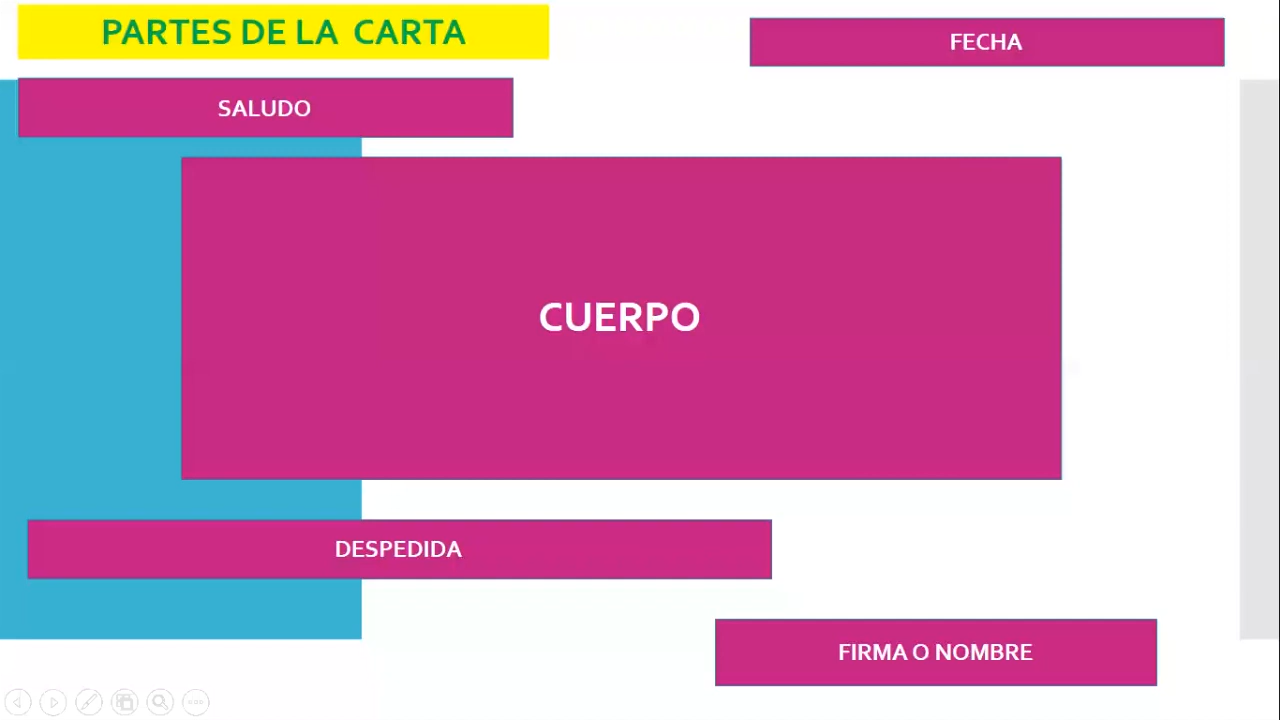 PARTES DE LA CARTA
FECHA
SALUDO
CUERPO
DESPEDIDA
FIRMA O NOMBRE